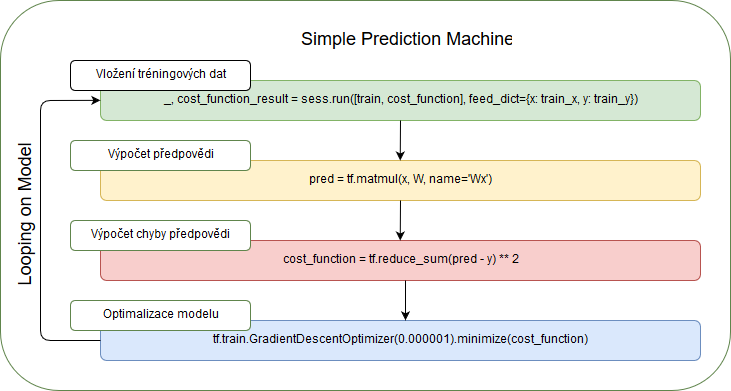 Simple Prediction Machine
Vložení tréningových dat
_, cost_function_result = sess.run([train, cost_function], feed_dict={x: train_x, y: train_y})
Výpočet předpovědi
pred = tf.matmul(x, W, name='Wx')
Výpočet chyby předpovědi
cost_function = tf.reduce_sum(pred - y) ** 2
Optimalizace modelu
tf.train.GradientDescentOptimizer(0.000001).minimize(cost_function)
Looping on Model